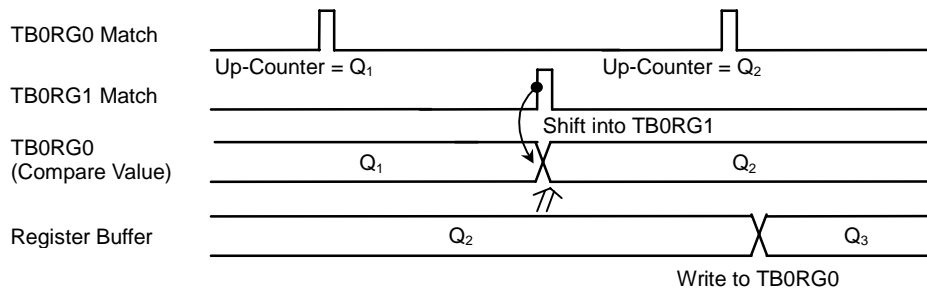 TB0RG0 Match
Up-Counter = Q₁
Up-Counter = Q₂
TB0RG1 Match
Shift into TB0RG1
TB0RG0
(Compare Value)
Q₁
Q₂
Register Buffer
Q₂
Q₃
Write to TB0RG0